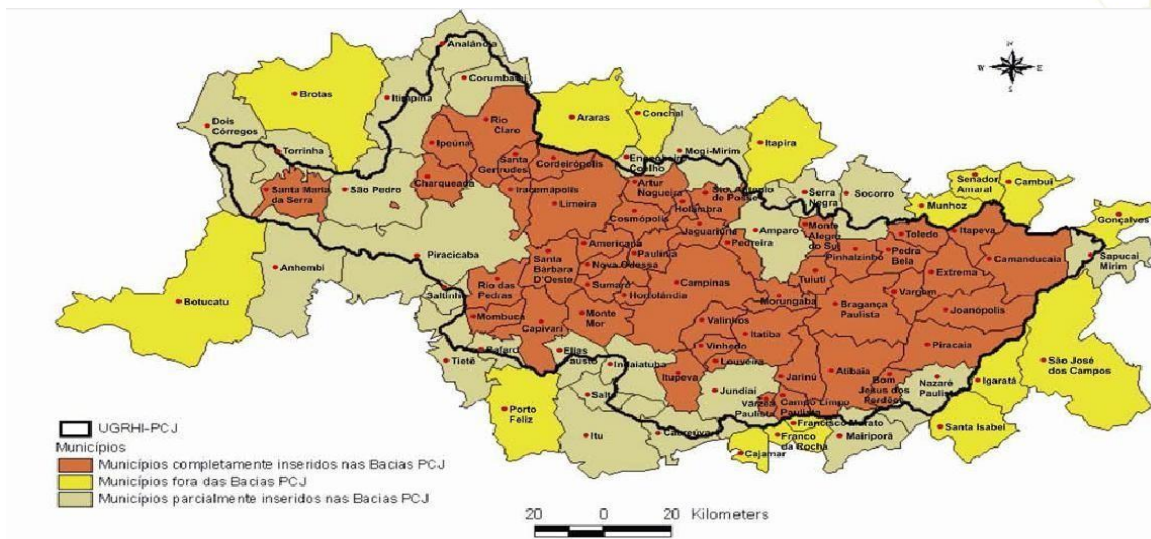 Analândia
Corumbataí
Brotas
Itirapina
Dois
Córregos
Rio
Claro
Araras
Conchal
Torrinha
Ipeúna
Mogi-Mirim
Itapira
Santa
Gertrudes
Cordeirópolis
Engenheiro
Coelho
Senador
Amaral
Cambuí
Charqueada
Santa Maria
da Serra
São Pedro
Iracemápolis
Artur
Nogueira
Sto. Antonio
de Posse
Serra
Negra
Socorro
Munhoz
Gonçalves
Limeira
Holambra
Cosmópolis
Jaguariúna
Amparo
Monte
Alegre
do Sul
Toledo
Itapeva
Pedreira
Pinhalzinho
Pedra
Bela
Sapucai
Mirim
Piracicaba
Americana
Paulínia
Camanducaia
Anhembi
Santa
Bárbara
D'Oeste
Nova Odessa
Extrema
Tuiuti
Rio das
Pedras
Sumaré
Campinas
Vargem
Saltinho
Hortolândia
Morungaba
Bragança
Paulista
Joanópolis
Botucatu
Mombuca
Monte
Mor
Capivari
Valinhos
Itatiba
Vinhedo
Piracaia
Rafard
Elias
Fausto
Tietê
Indaiatuba
Louveira
São José
dos Campos
Itupeva
Jundiaí
Jarinú
Atibaia
Bom
Jesus dos
Perdões
Nazaré
Paulista
Igaratá
Salto
Várzea
Paulista
Campo Limpo
Paulista
Porto
Feliz
Francisco Morato
Santa Isabel
Itu
Cabreúva
Franco
da Rocha
Mairiporã
Cajamar
N
W E
S
UGRHI-PCJ
Municípios
Municípios completamente inseridos nas Bacias PCJ
Municípios fora das Bacias PCJ
Municípios parcialmente inseridos nas Bacias PCJ
20 0 20 Kilometers